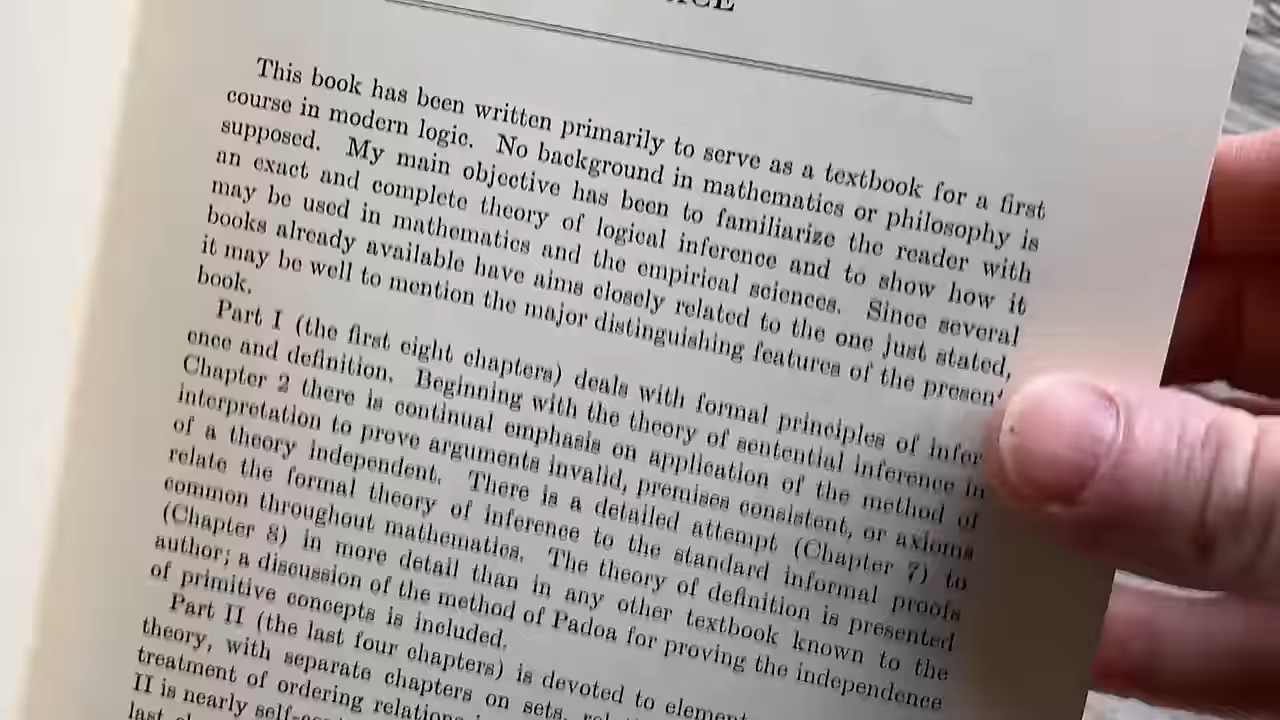 This book has been written primarily to serve as a textbook for a first
course in modern logic. No background in mathematics or philosophy is
supposed. My main objective has been to familiarize the reader with
an exact and complete theory of logical inference and to show how it
may be used in mathematics and the empirical sciences. Since several
books already available have aims closely related to the one just stated,
it may be well to mention the major distinguishing features of the present
book.
Part I (the first eight chapters) deals with formal principles of infer
ence and definition. Beginning with the theory of sentential inference in
Chapter 2 there is continual emphasis on application of the method of
interpretation to prove arguments invalid, premises consistent, or axioms
of a theory independent. There is a detailed attempt (Chapter 7) to
relate the formal theory of inference to the standard informal proofs
common throughout mathematics. The theory of definition is presented
(Chapter 8) in more detail than in any other textbook known to the
author; a discussion of the method of Padoa for proving the independence
of primitive concepts is included.
Part II (the last four chapters) is devoted to
theory, with separate chapters on sets,
treatment of ordering relations
II is nearly
last